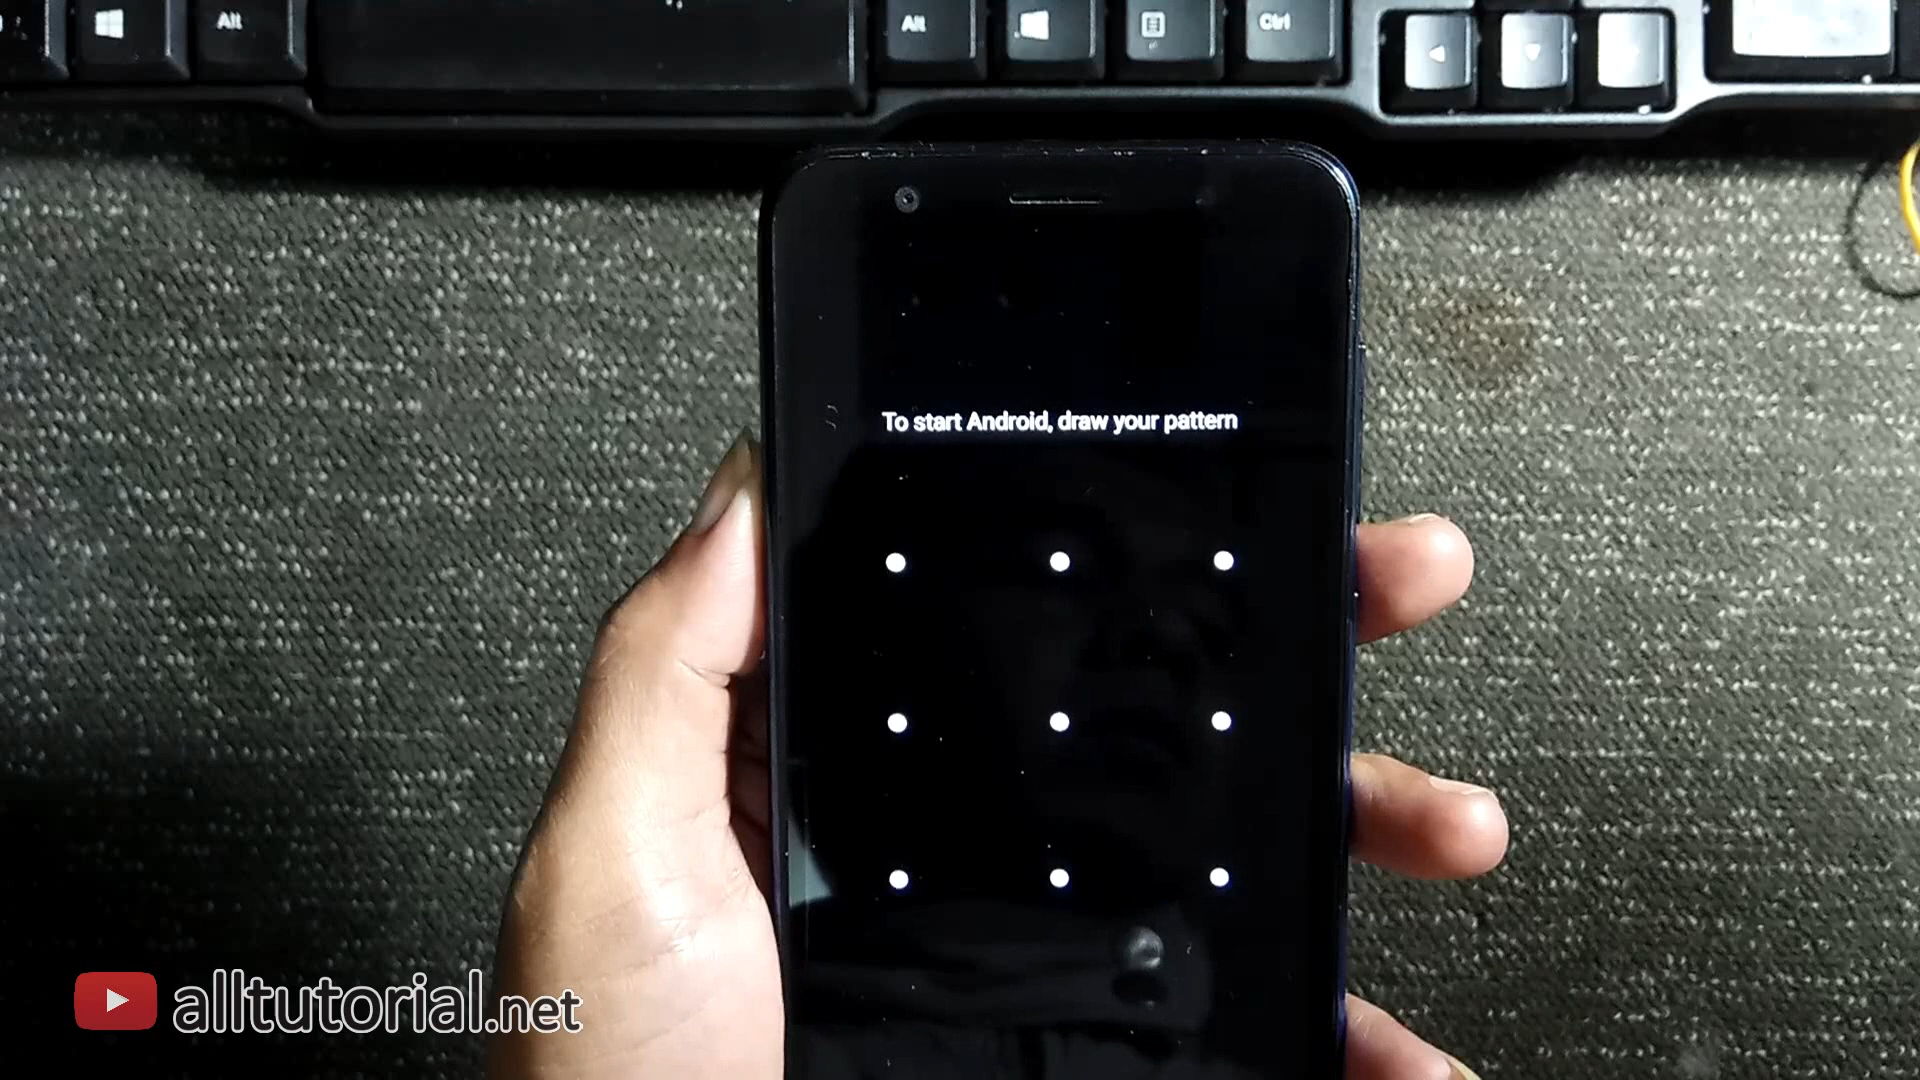 Alt
Alt
Ctrl
To start Android, draw your pattern
alltutorial.net